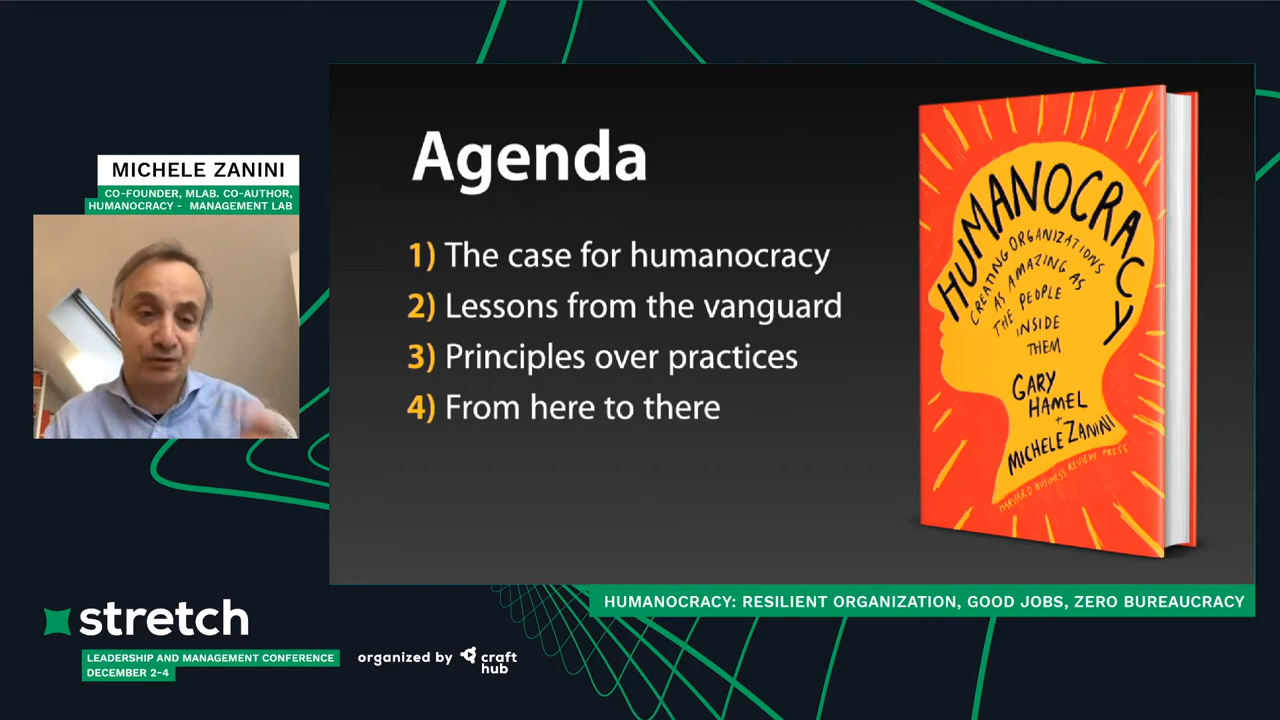 MICHELE ZANINI
CO-FOUNDER, MLAB. CO-AUTHOR,
HUMANOCRACY - MANAGEMENT LAB
Agenda
1) The case for humanocracy
2) Lessons from the vanguard
3) Principles over practices
4) From here to there
HUMANOCRACY
CREATING ORGANIZATIONS
AS AMAZING AS
THE PEOPLE
INSIDE
THEM
GARY
HAMEL
+
MICHELE ZANINI
HARVARD BUSINESS REVIEW PRESS
HUMANOCRACY: RESILIENT ORGANIZATION, GOOD JOBS, ZERO BUREAUCRACY
stretch
LEADERSHIP AND MANAGEMENT CONFERENCE
DECEMBER 2-4
organized by
craft
hub